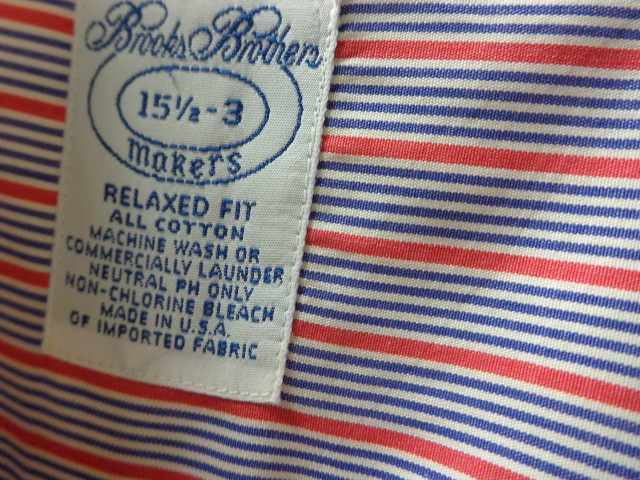 Brooks Brothers
15½-3
Makers
RELAXED FIT
ALL COTTON
MACHINE WASH OR
COMMERCIALLY LAUNDER
NEUTRAL PH ONLY
NON-CHLORINE BLEACH
MADE IN U.S.A.
OF IMPORTED FABRIC